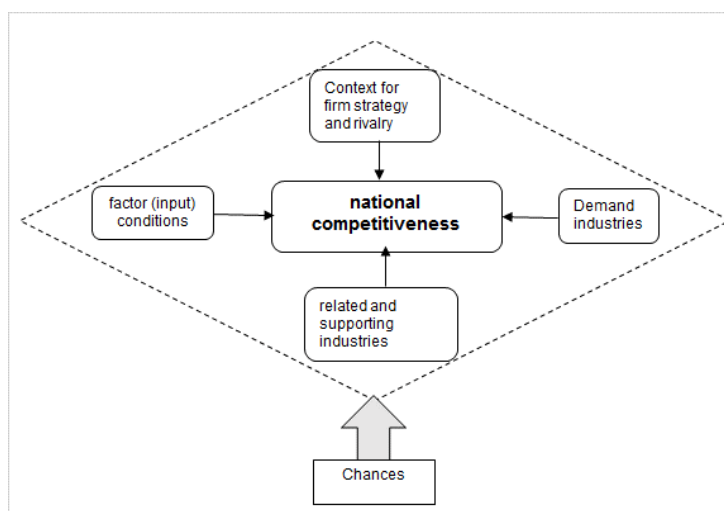 Context for
firm strategy
and rivalry
factor (input)
conditions
national
competitiveness
Demand
industries
related and
supporting
industries
Chances